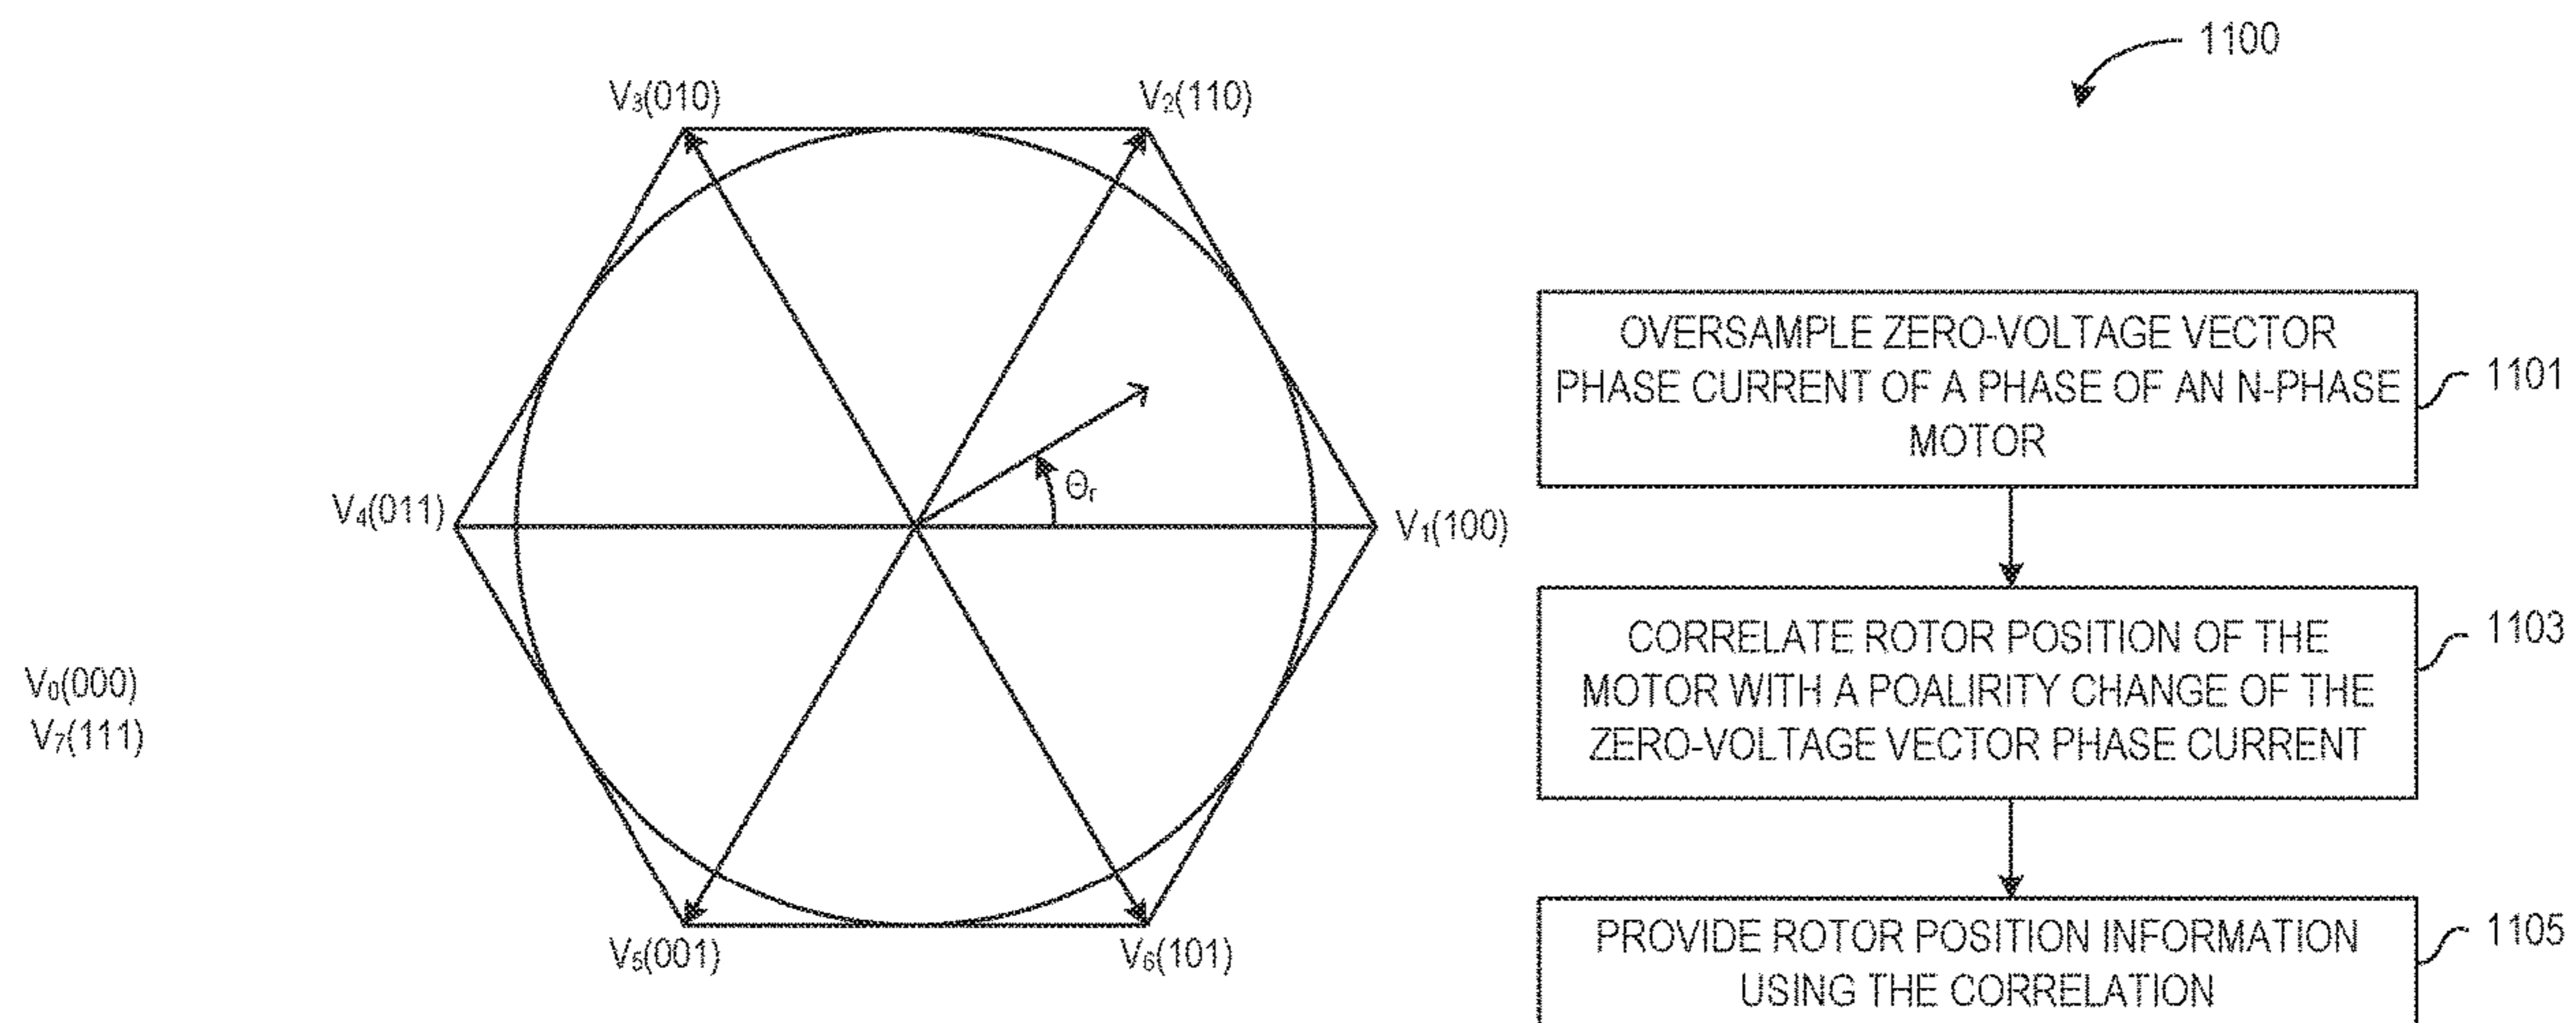 V₃(010)
V₂(110)
V₄(011)
Θᵣ
V₁(100)
V₀(000)
V₇(111)
V₅(001)
V₆(101)
1100
OVERSAMPLE ZERO-VOLTAGE VECTOR
PHASE CURRENT OF A PHASE OF AN N-PHASE
MOTOR
1101
CORRELATE ROTOR POSITION OF THE
MOTOR WITH A POALIRITY CHANGE OF THE
ZERO-VOLTAGE VECTOR PHASE CURRENT
1103
PROVIDE ROTOR POSITION INFORMATION
USING THE CORRELATION
1105